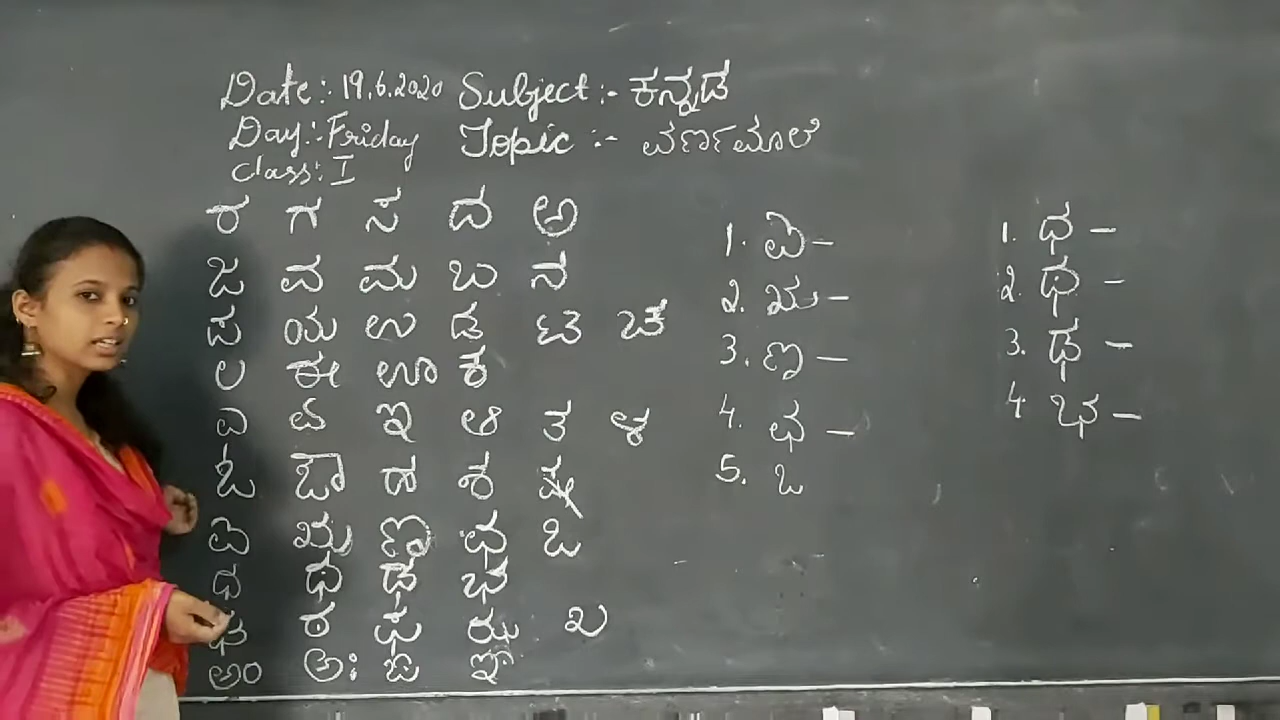 Date:- 19.6.2020 Subject :- ಕನ್ನಡ
Day:- Friday Topic :- ವರ್ಣಮಾಲೆ
Class: I
ರ ಗ ಸ ದ ಅ
ಜ ವ ಮ ಬ ನ
ಪ ಯ ಉ ಡ ಟ ಚ
ಲ ಈ ಊ ಕ
ಎ ಏ ಇ ಆ ತ ಳ
ಓ ಔ ಹ ಶ ಷ
ಐ ಋ ಣ ಛ ಒ
ಧ ಥ ಢ ಭ
ಘ ಠ ಫ ಝ ಖ
ಅಂ ಅಃ ಙ ಞ
1. ಐ –
2. ಋ –
3. ಣ –
4. ಛ –
5. ಒ
1. ಧ –
2. ಥ –
3. ಢ –
4. ಭ –